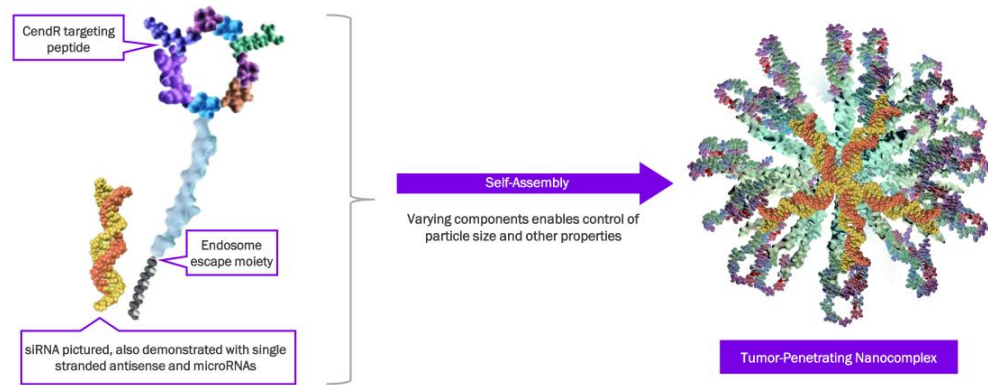 CendR targeting
peptide
Endosome
escape moiety
siRNA pictured, also demonstrated with single
stranded antisense and microRNAs
Self-Assembly
Varying components enables control of
particle size and other properties
Tumor-Penetrating Nanocomplex